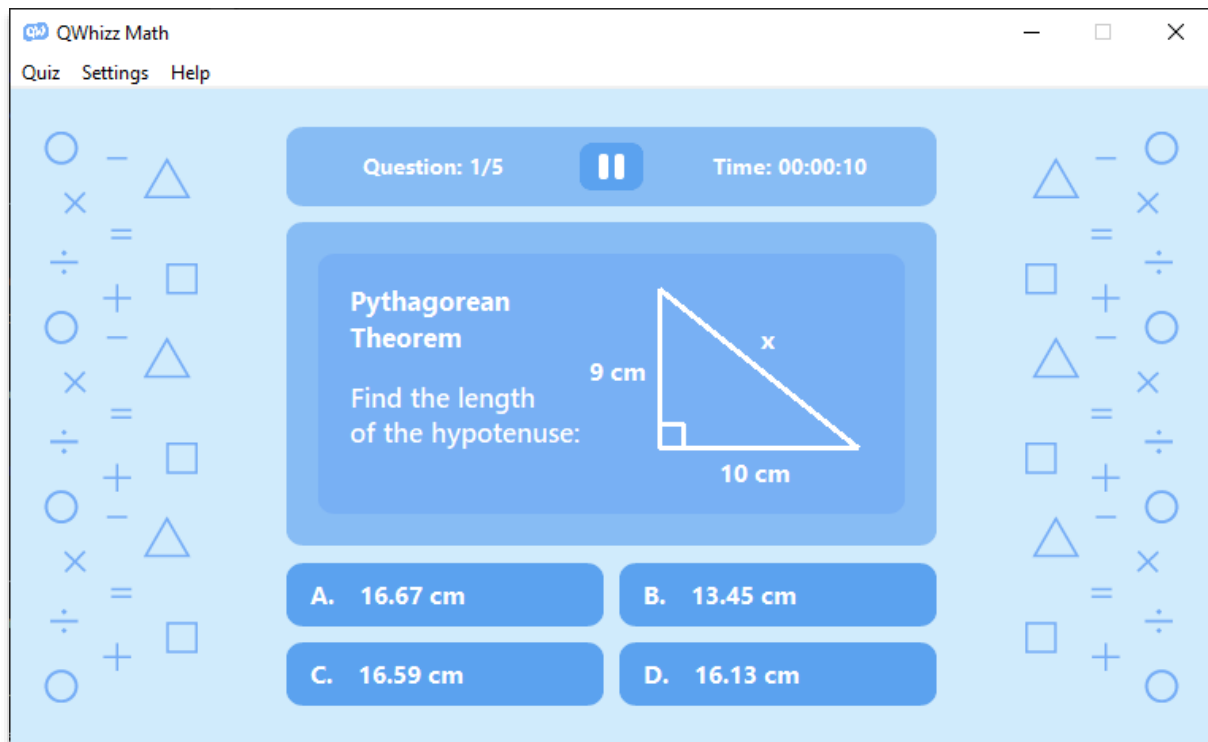 QW QWhizz Math
Quiz Settings Help
Question: 1/5 Time: 00:00:10
Pythagorean
Theorem
Find the length
of the hypotenuse:
9 cm
x
10 cm
A. 16.67 cm
B. 13.45 cm
C. 16.59 cm
D. 16.13 cm